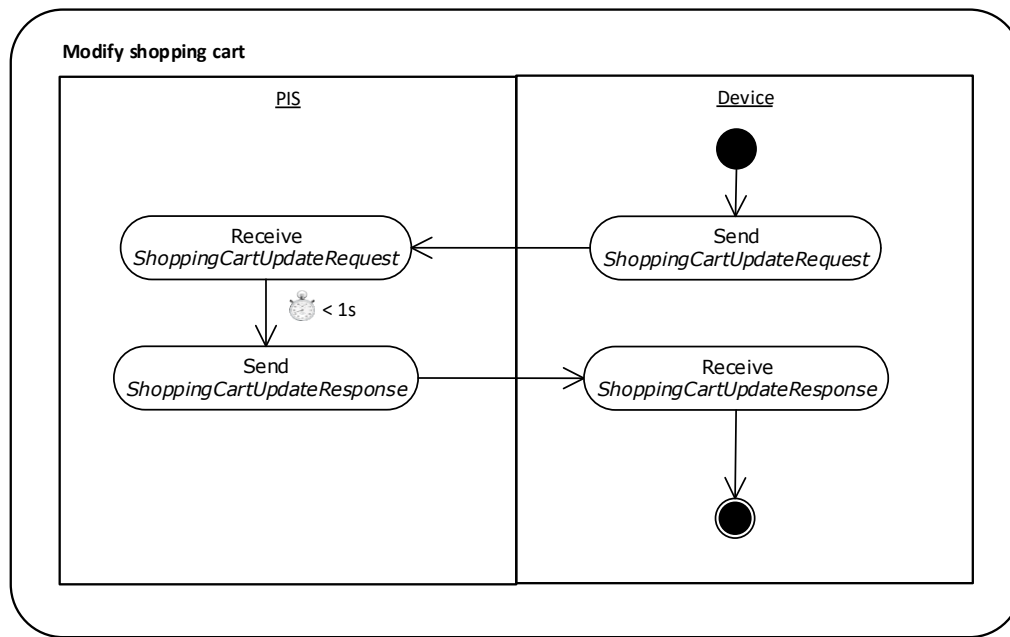 Modify shopping cart
PIS
Device
Receive
ShoppingCartUpdateRequest
Send
ShoppingCartUpdateRequest
< 1s
Send
ShoppingCartUpdateResponse
Receive
ShoppingCartUpdateResponse